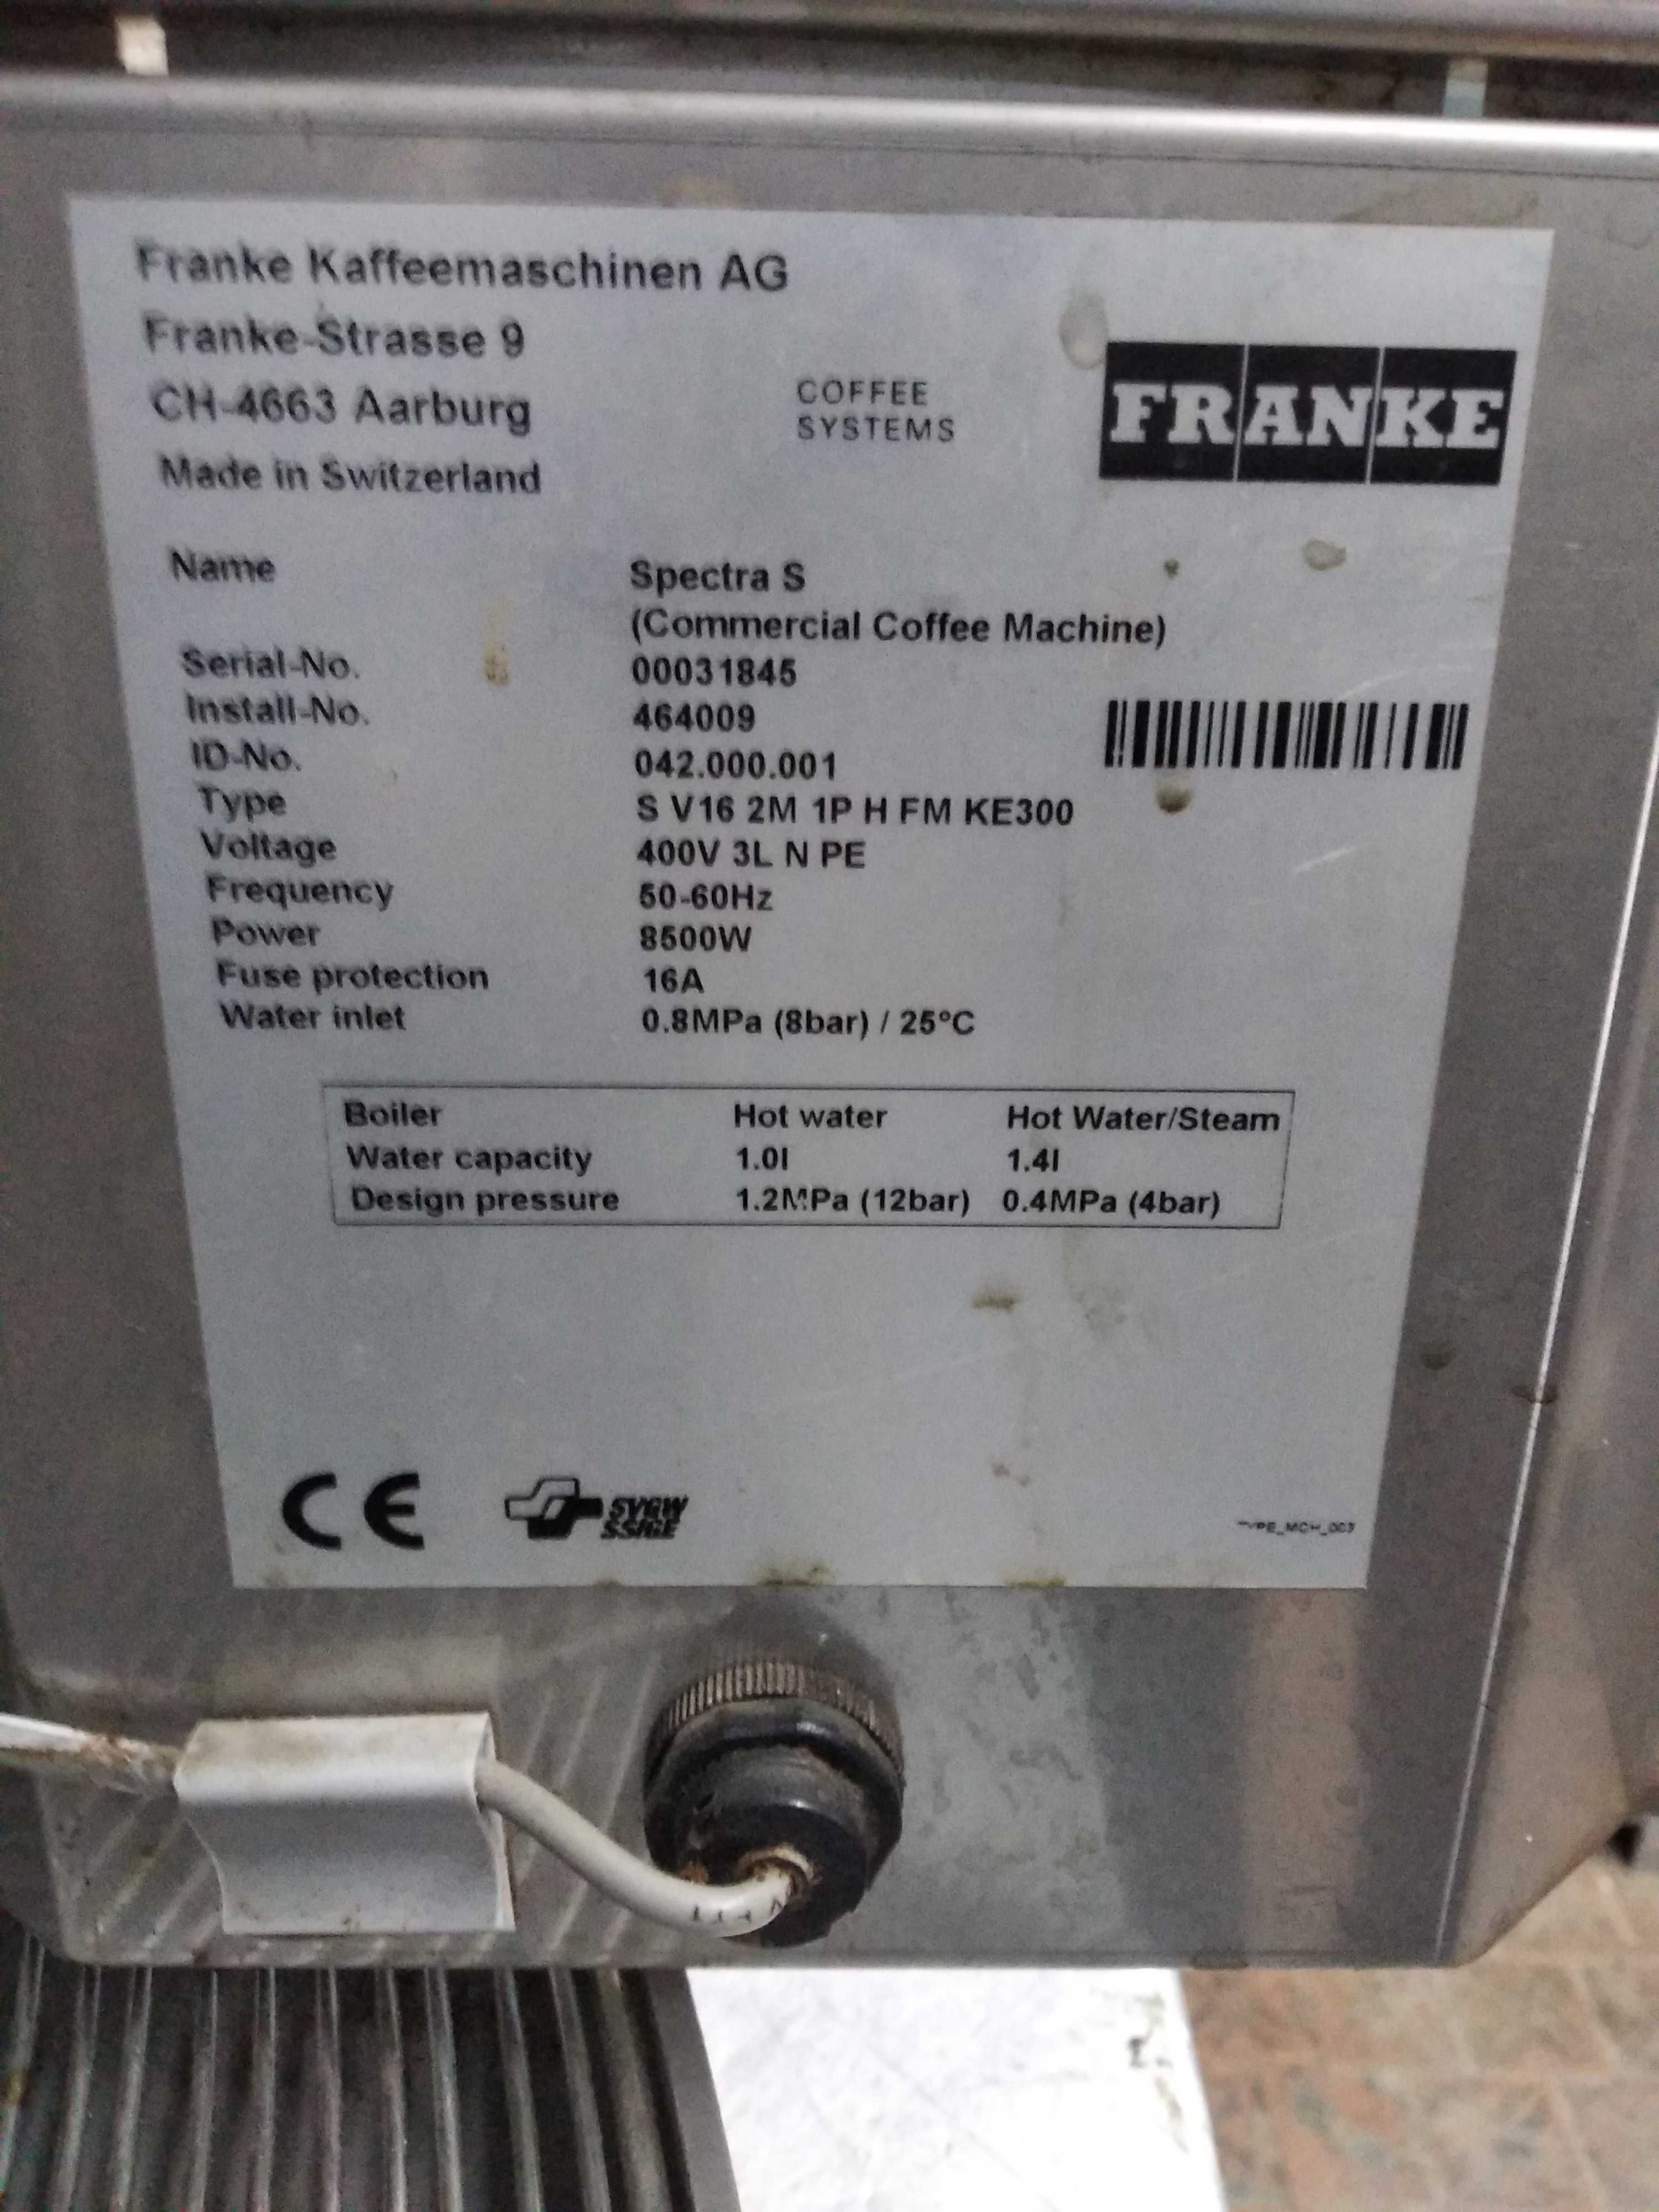 Franke Kaffeemaschinen AG
Franke-Strasse 9
CH-4663 Aarburg
Made in Switzerland
COFFEE
SYSTEMS
FRANKE
Name Spectra S
(Commercial Coffee Machine)
Serial-No. 00031845
Install-No. 464009
ID-No. 042.000.001
Type S V16 2M 1P H FM KE300
Voltage 400V 3L N PE
Frequency 50-60Hz
Power 8500W
Fuse protection 16A
Water inlet 0.8MPa (8bar) / 25°C
Boiler Hot water Hot Water/Steam
Water capacity 1.0l 1.4l
Design pressure 1.2MPa (12bar) 0.4MPa (4bar)
CE
SVGW
SSIGE
TYPE_MCH_003